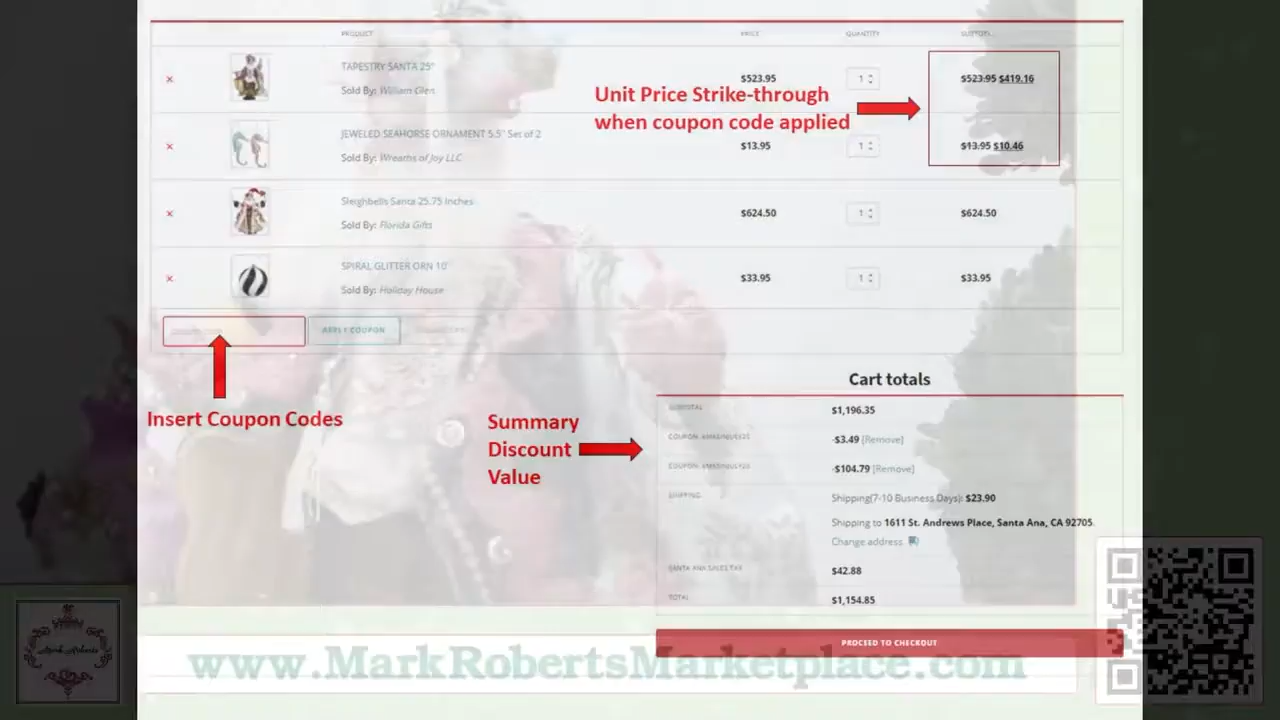 PRODUCT PRICE QUANTITY SUBTOTAL
× TAPESTRY SANTA 25" $523.95 1 $523.95 $419.16
Sold By: William Glen
Unit Price Strike-through
when coupon code applied
× JEWELED SEAHORSE ORNAMENT 5.5" Set of 2 $13.95 1 $13.95 $10.46
Sold By: Wreaths of Joy LLC
× Sleighbells Santa 25.75 Inches $624.50 1 $624.50
Sold By: Florida Gifts
× SPIRAL GLITTER ORN 10" $33.95 1 $33.95
Sold By: Holiday House
APPLY COUPON
Insert Coupon Codes
Summary
Discount
Value
Cart totals
SUBTOTAL $1,196.35
COUPON: -$3.49 [Remove]
COUPON: -$104.79 [Remove]
SHIPPING Shipping(7-10 Business Days): $23.90
Shipping to 1611 St. Andrews Place, Santa Ana, CA 92705.
Change address
SANTA ANA SALES TAX $42.88
TOTAL $1,154.85
PROCEED TO CHECKOUT
www.MarkRobertsMarketplace.com
Mark Roberts